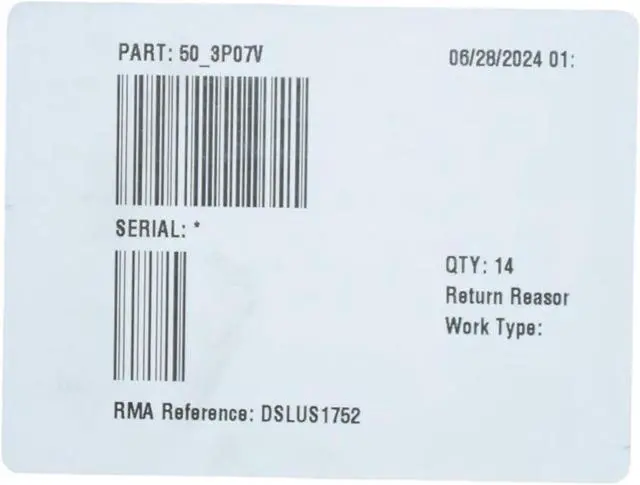 PART: 50_3P07V
06/28/2024 01:
SERIAL: *
QTY: 14
Return Reasor
Work Type:
RMA Reference: DSLUS1752